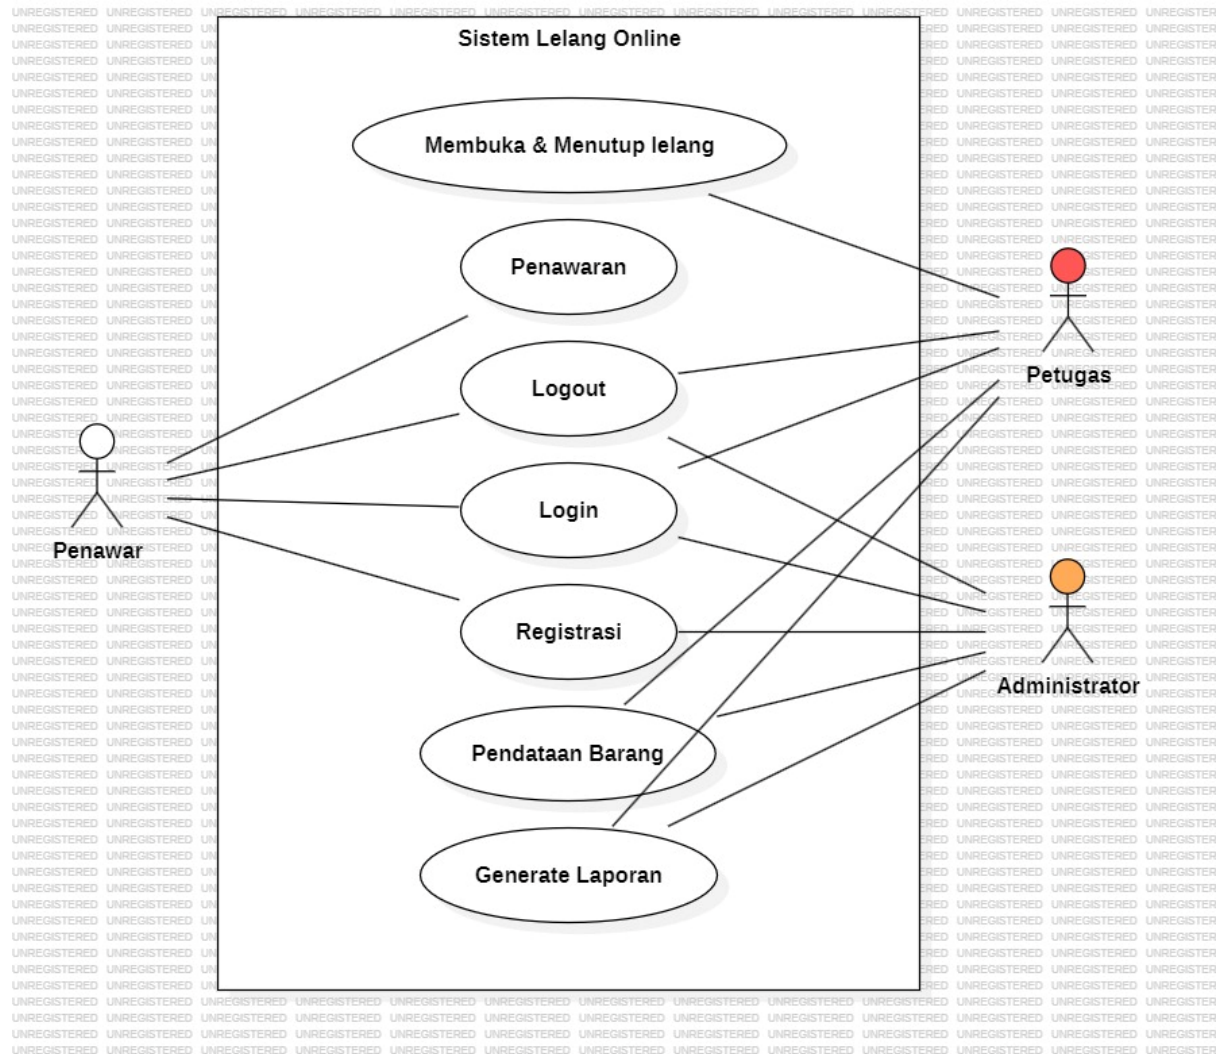 Sistem Lelang Online
Membuka & Menutup lelang
Penawaran
Logout
Login
Registrasi
Pendataan Barang
Generate Laporan
Penawar
Petugas
Administrator
UNREGISTERED